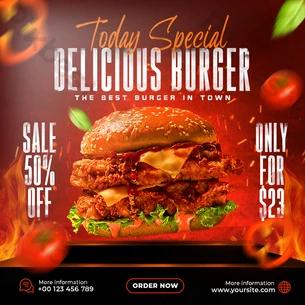 Today Special
DELICIOUS BURGER
THE BEST BURGER IN TOWN
SALE
50%
OFF
ONLY
FOR
$23
More Information
+00 123 456 789
ORDER NOW
More Information
www.yoursite.com